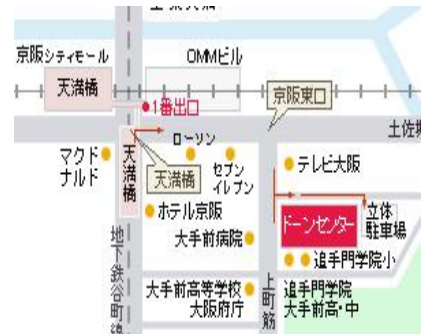 京阪シティモール
OMMビル
天満橋
1番出口
京阪東口
土佐堀
ローソン
マクド
ナルド
天満橋
天満橋
セブン
イレブン
テレビ大阪
ホテル京阪
ドーンセンター
立体
駐車場
大手前病院
追手門学院小
地下鉄谷町線
大手前高等学校
大阪府庁
上町筋
追手門学院
大手前高・中